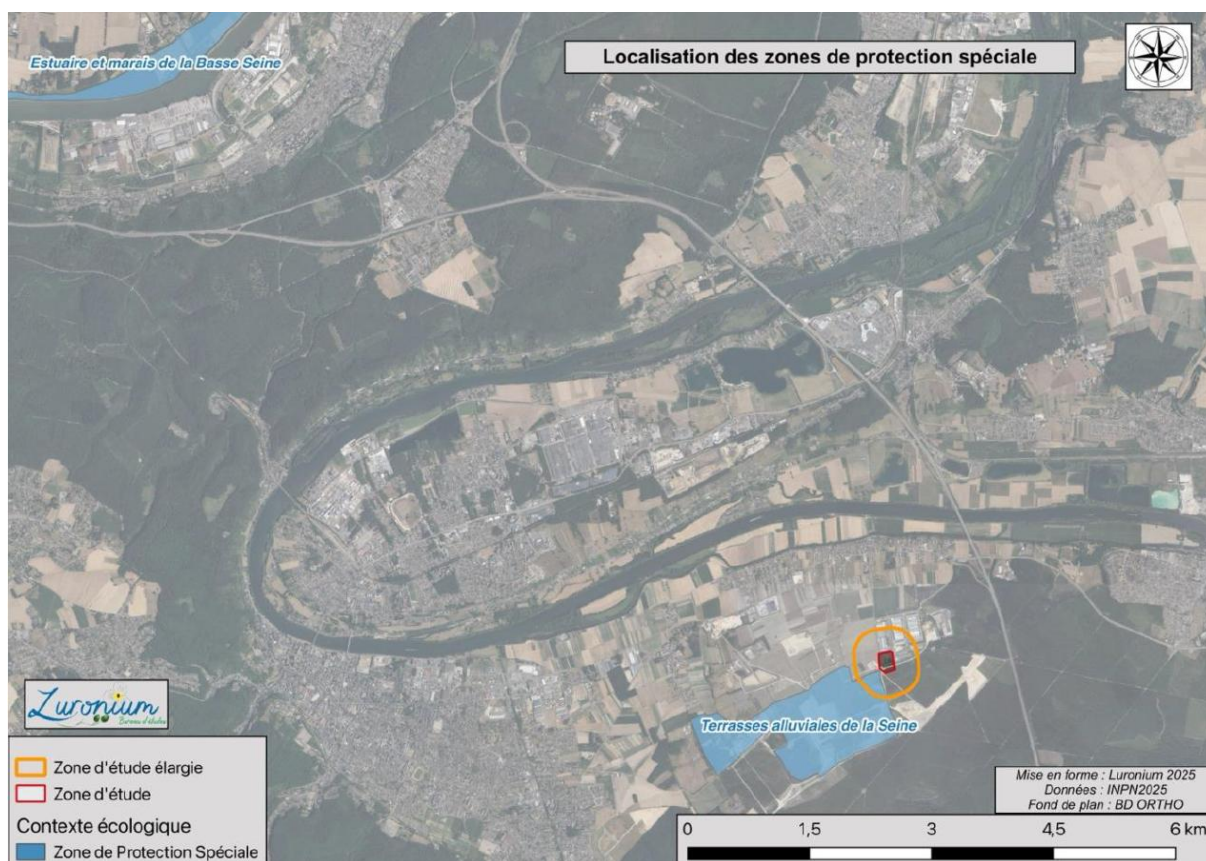 Localisation des zones de protection spéciale
Estuaire et marais de la Basse Seine
Terrasses alluviales de la Seine
Luronium
Bureau d'études
Zone d'étude élargie
Zone d'étude
Contexte écologique
Zone de Protection Spéciale
Mise en forme : Luronium 2025
Données : INPN2025
Fond de plan : BD ORTHO
0 1,5 3 4,5 6 km